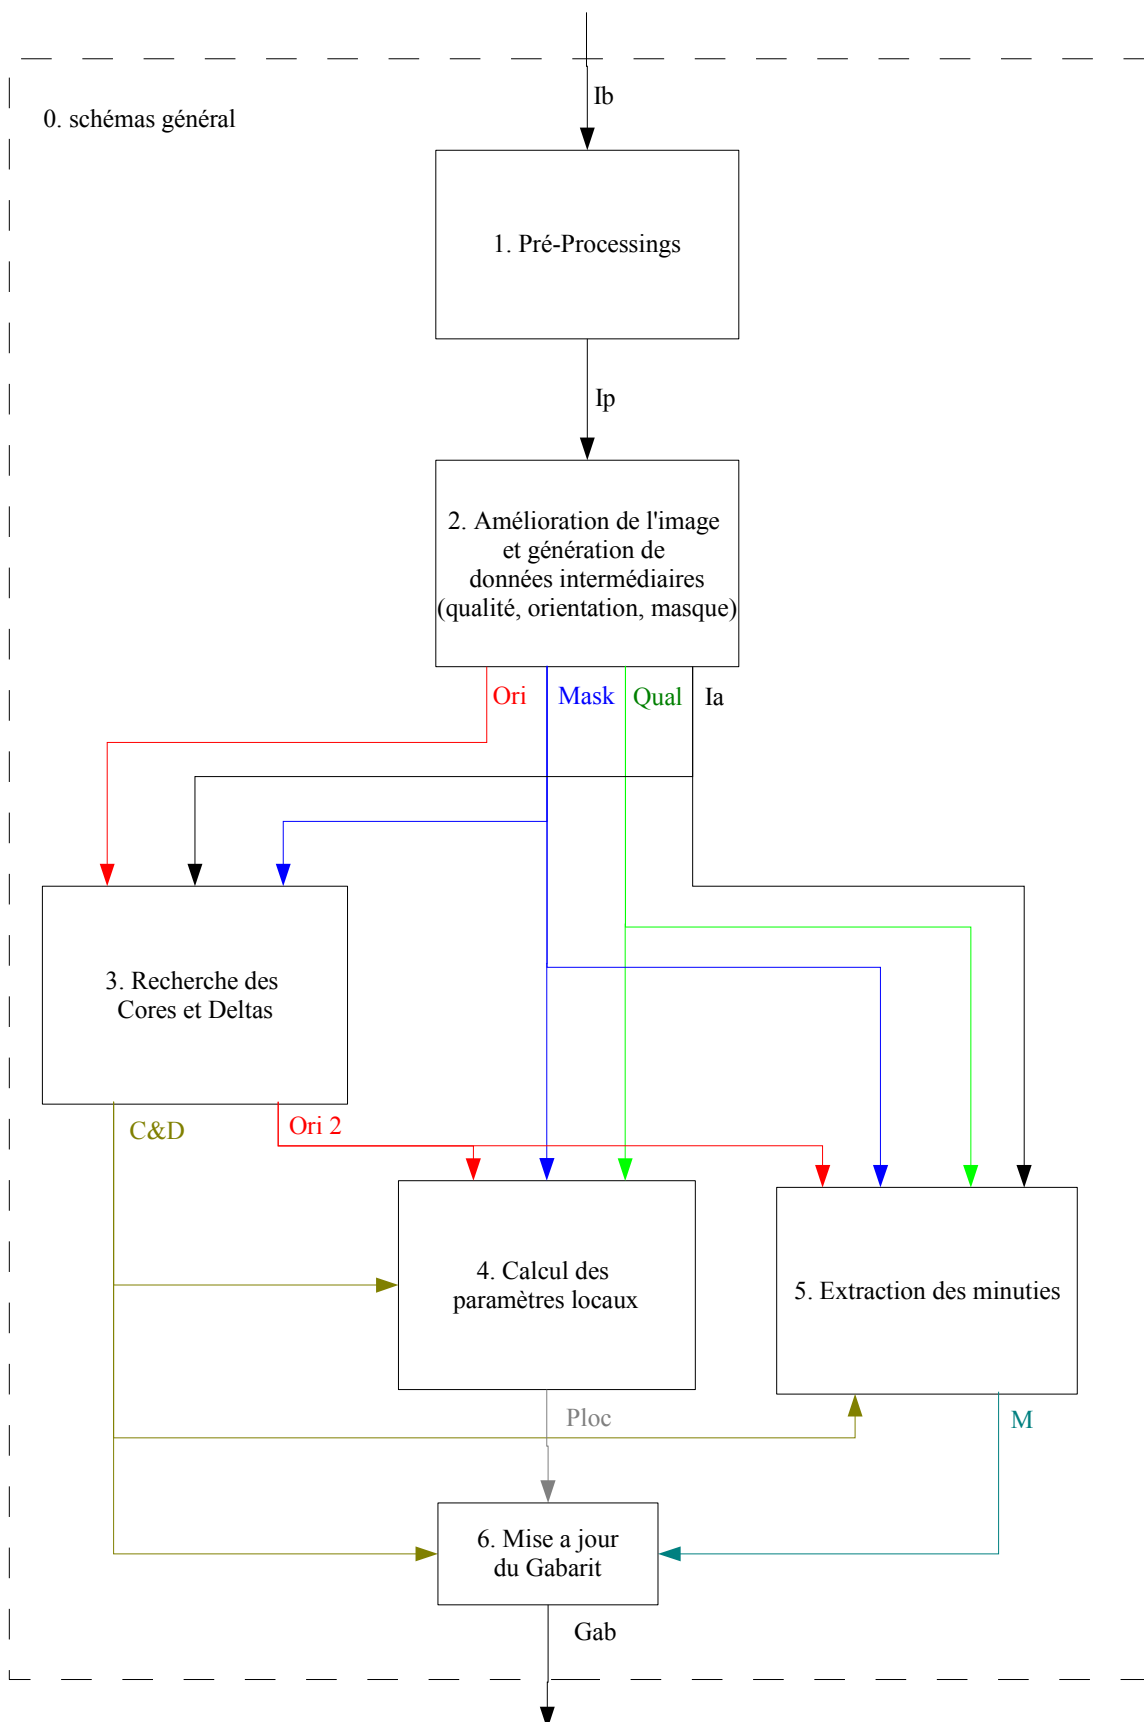 Ib
0. schémas général
1. Pré-Processings
Ip
2. Amélioration de l'image
et génération de
données intermédiaires
(qualité, orientation, masque)
Ori
Mask
Qual
Ia
3. Recherche des
Cores et Deltas
C&D
Ori 2
4. Calcul des
paramètres locaux
5. Extraction des minuties
Ploc
M
6. Mise a jour
du Gabarit
Gab